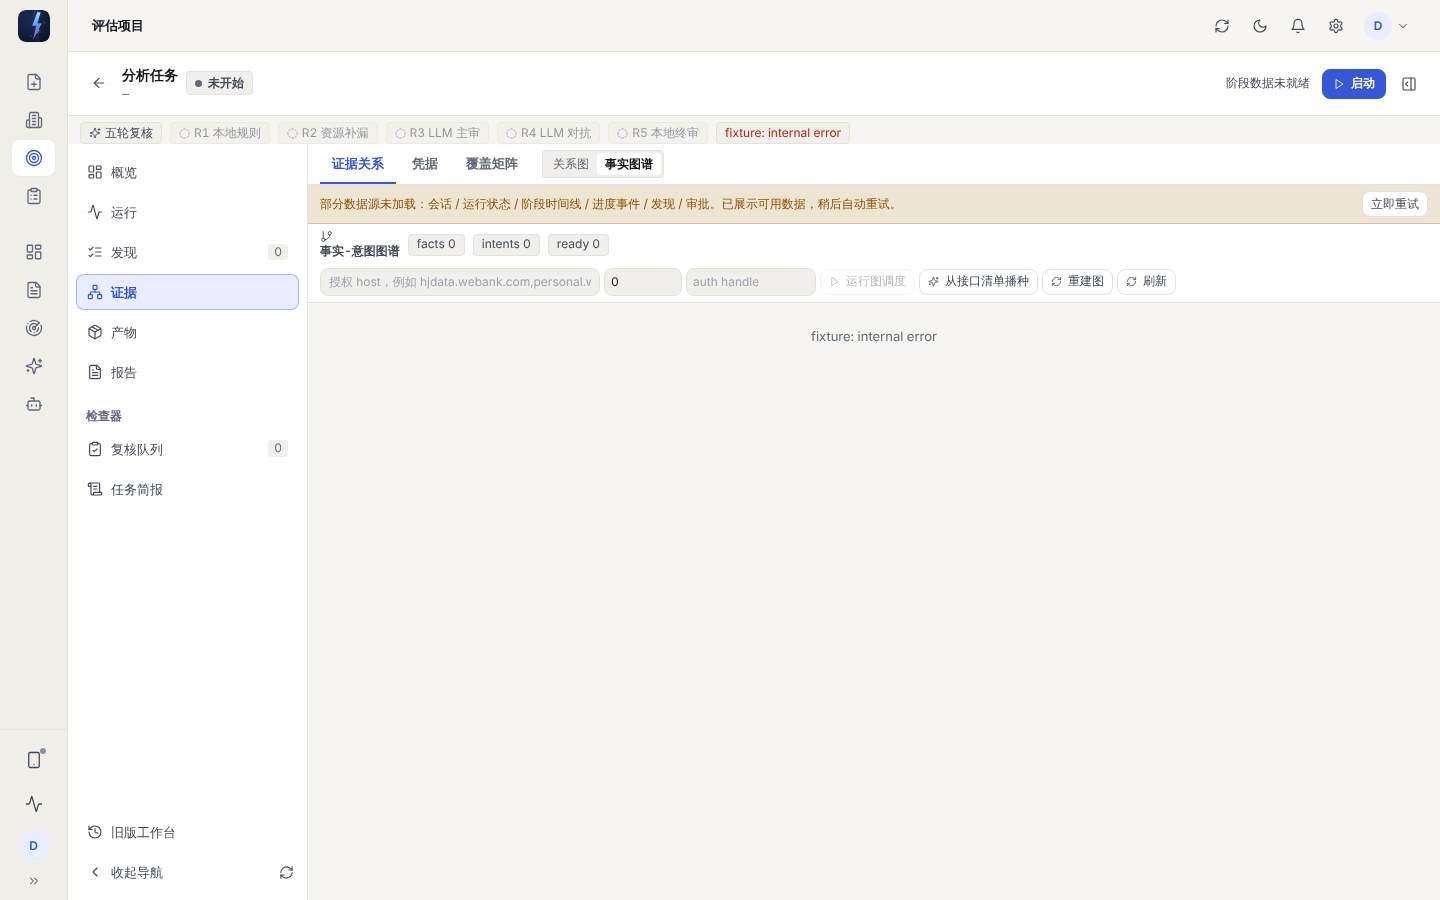 评估项目
D
分析任务
—
未开始
阶段数据未就绪
启动
五轮复核
R1 本地规则
R2 资源补漏
R3 LLM 主审
R4 LLM 对抗
R5 本地终审
fixture: internal error
概览
运行
发现
0
证据
产物
报告
检查器
复核队列
0
任务简报
旧版工作台
收起导航
D
证据关系
凭据
覆盖矩阵
关系图
事实图谱
部分数据源未加载：会话 / 运行状态 / 阶段时间线 / 进度事件 / 发现 / 审批。已展示可用数据，稍后自动重试。
立即重试
事实-意图图谱
facts 0
intents 0
ready 0
授权 host，例如 hjdata.webank.com,personal.w
0
auth handle
运行图调度
从接口清单播种
重建图
刷新
fixture: internal error